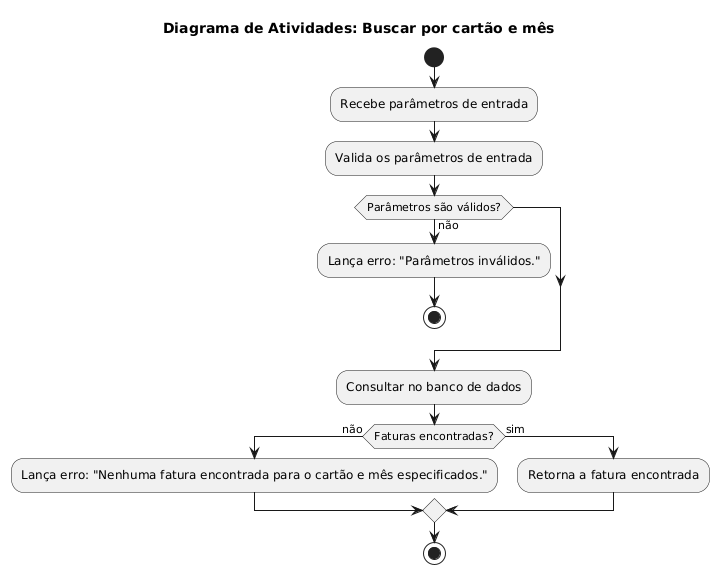 Diagrama de Atividades: Buscar por cartão e mês
Recebe parâmetros de entrada
Valida os parâmetros de entrada
Parâmetros são válidos?
não
Lança erro: "Parâmetros inválidos."
Consultar no banco de dados
não
Faturas encontradas?
sim
Lança erro: "Nenhuma fatura encontrada para o cartão e mês especificados."
Retorna a fatura encontrada